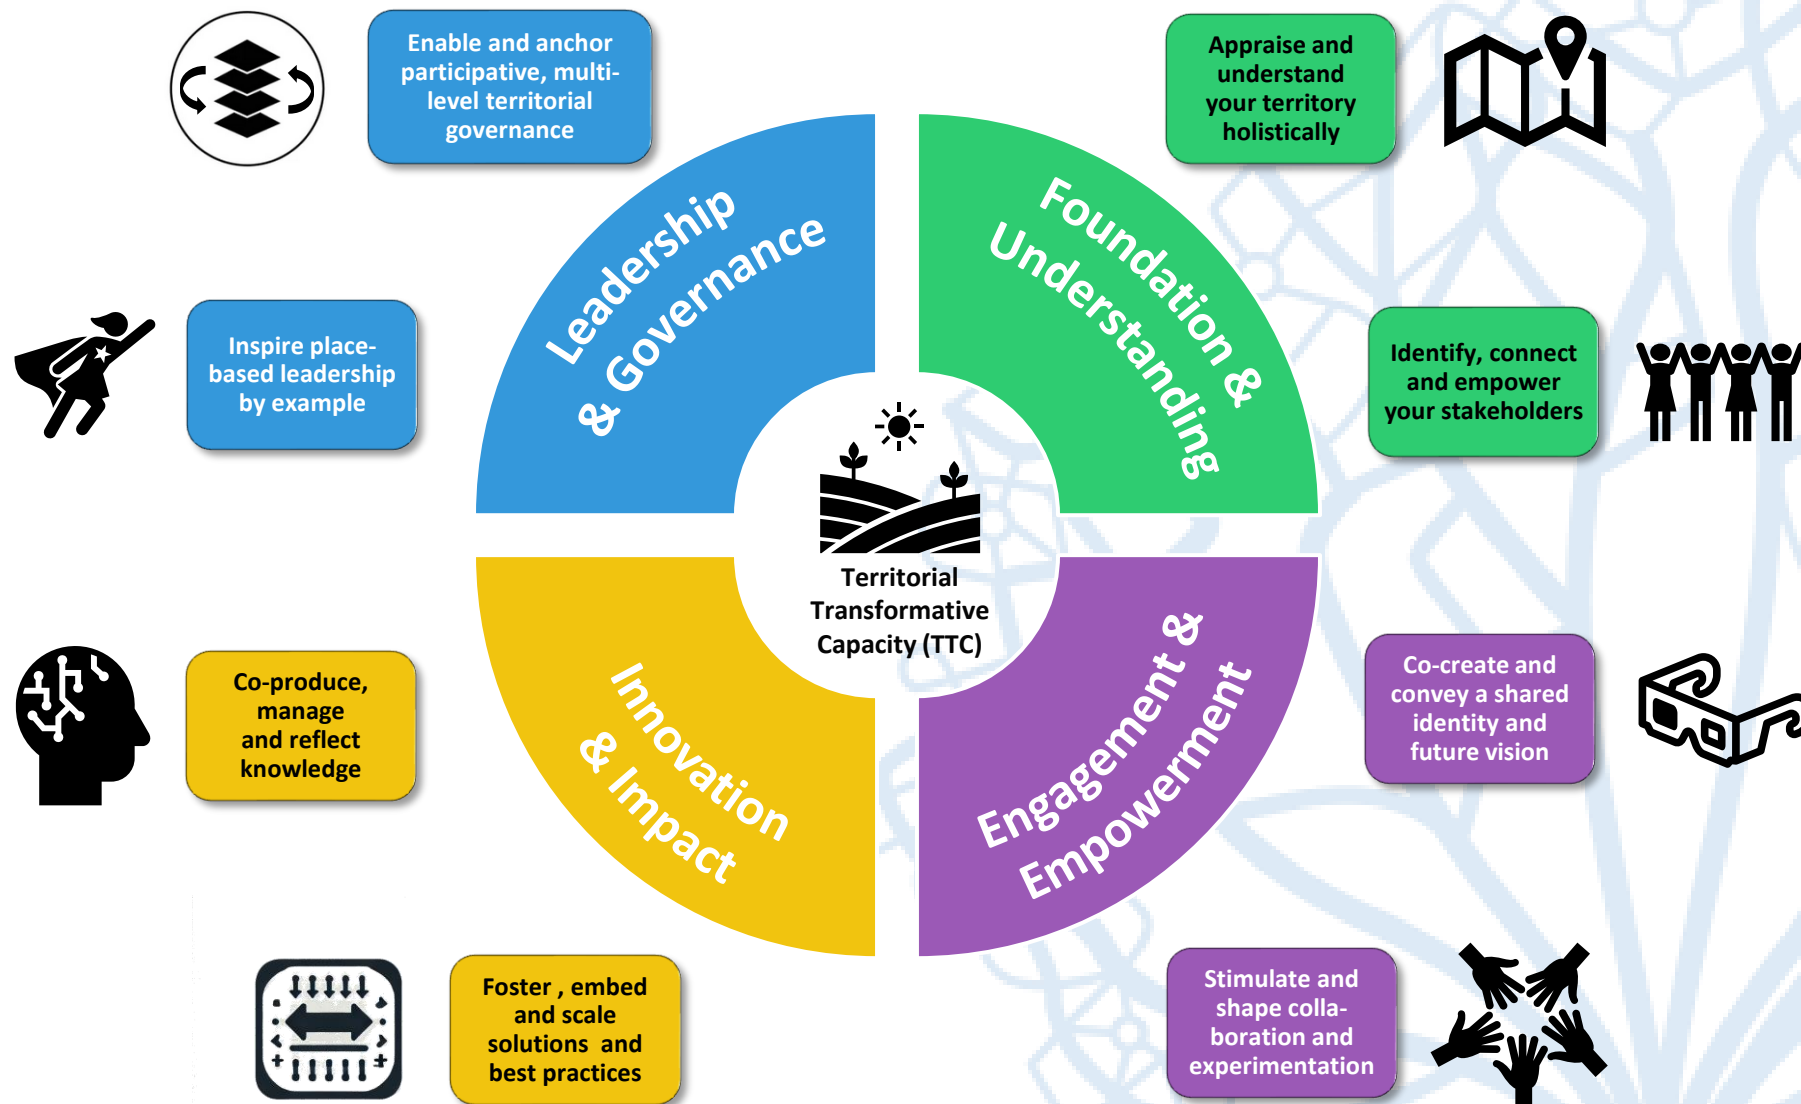 Enable and anchor
participative, multi-
level territorial
governance
Appraise and
understand
your territory
holistically
Leadership
& Governance
Foundation &
Understanding
Inspire place-
based leadership
by example
Identify, connect
and empower
your stakeholders
Territorial
Transformative
Capacity (TTC)
Co-produce,
manage
and reflect
knowledge
Co-create and
convey a shared
identity and
future vision
Innovation
& Impact
Engagement &
Empowerment
Foster , embed
and scale
solutions and
best practices
Stimulate and
shape colla-
boration and
experimentation